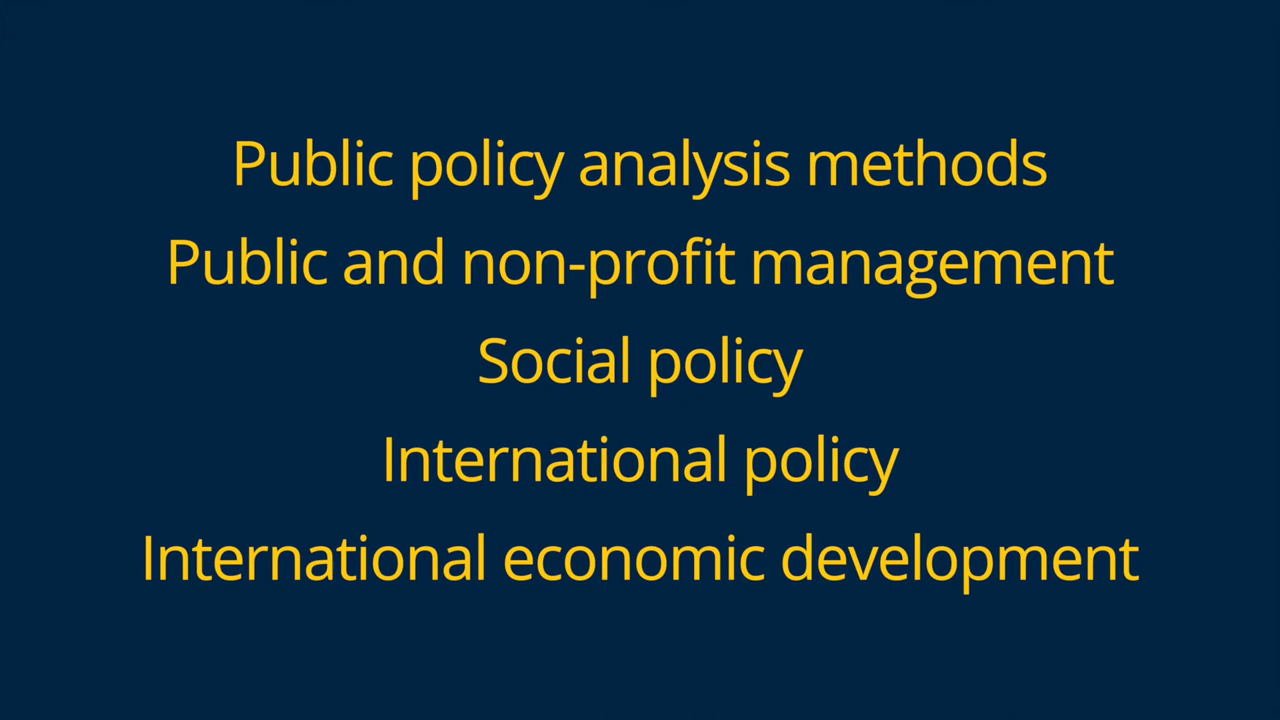 Public policy analysis methods
Public and non-profit management
Social policy
International policy
International economic development